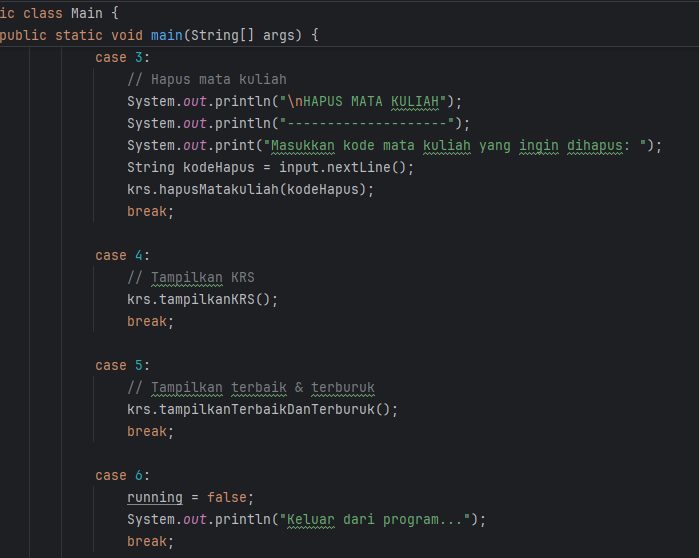 ic class Main {
public static void main(String[] args) {
case 3:
// Hapus mata kuliah
System.out.println("\nHAPUS MATA KULIAH");
System.out.println("--------------------");
System.out.print("Masukkan kode mata kuliah yang ingin dihapus: ");
String kodeHapus = input.nextLine();
krs.hapusMatakuliah(kodeHapus);
break;
case 4:
// Tampilkan KRS
krs.tampilkanKRS();
break;
case 5:
// Tampilkan terbaik & terburuk
krs.tampilkanTerbaikDanTerburuk();
break;
case 6:
running = false;
System.out.println("Keluar dari program...");
break;